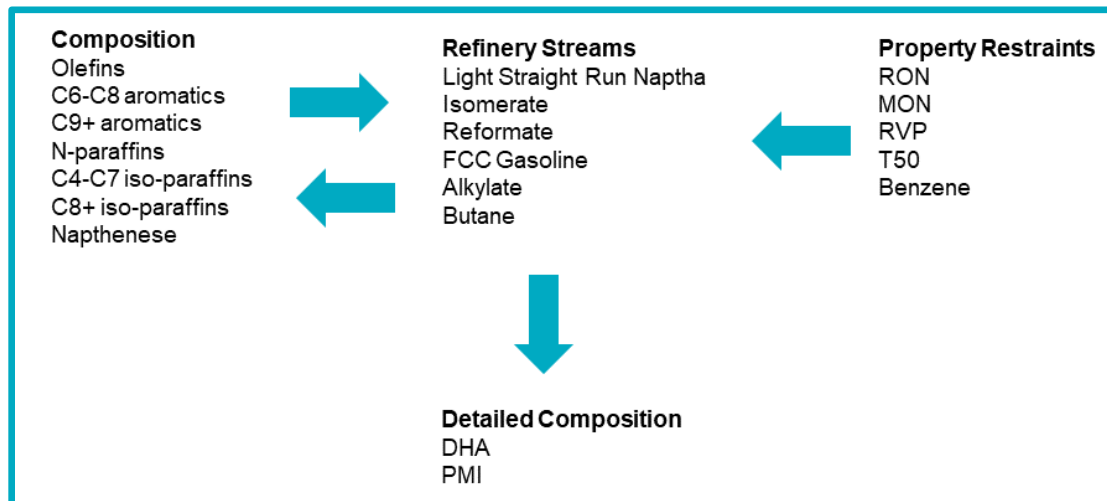 Composition
Olefins
C6-C8 aromatics
C9+ aromatics
N-paraffins
C4-C7 iso-paraffins
C8+ iso-paraffins
Napthenese
Refinery Streams
Light Straight Run Naptha
Isomerate
Reformate
FCC Gasoline
Alkylate
Butane
Property Restraints
RON
MON
RVP
T50
Benzene
Detailed Composition
DHA
PMI